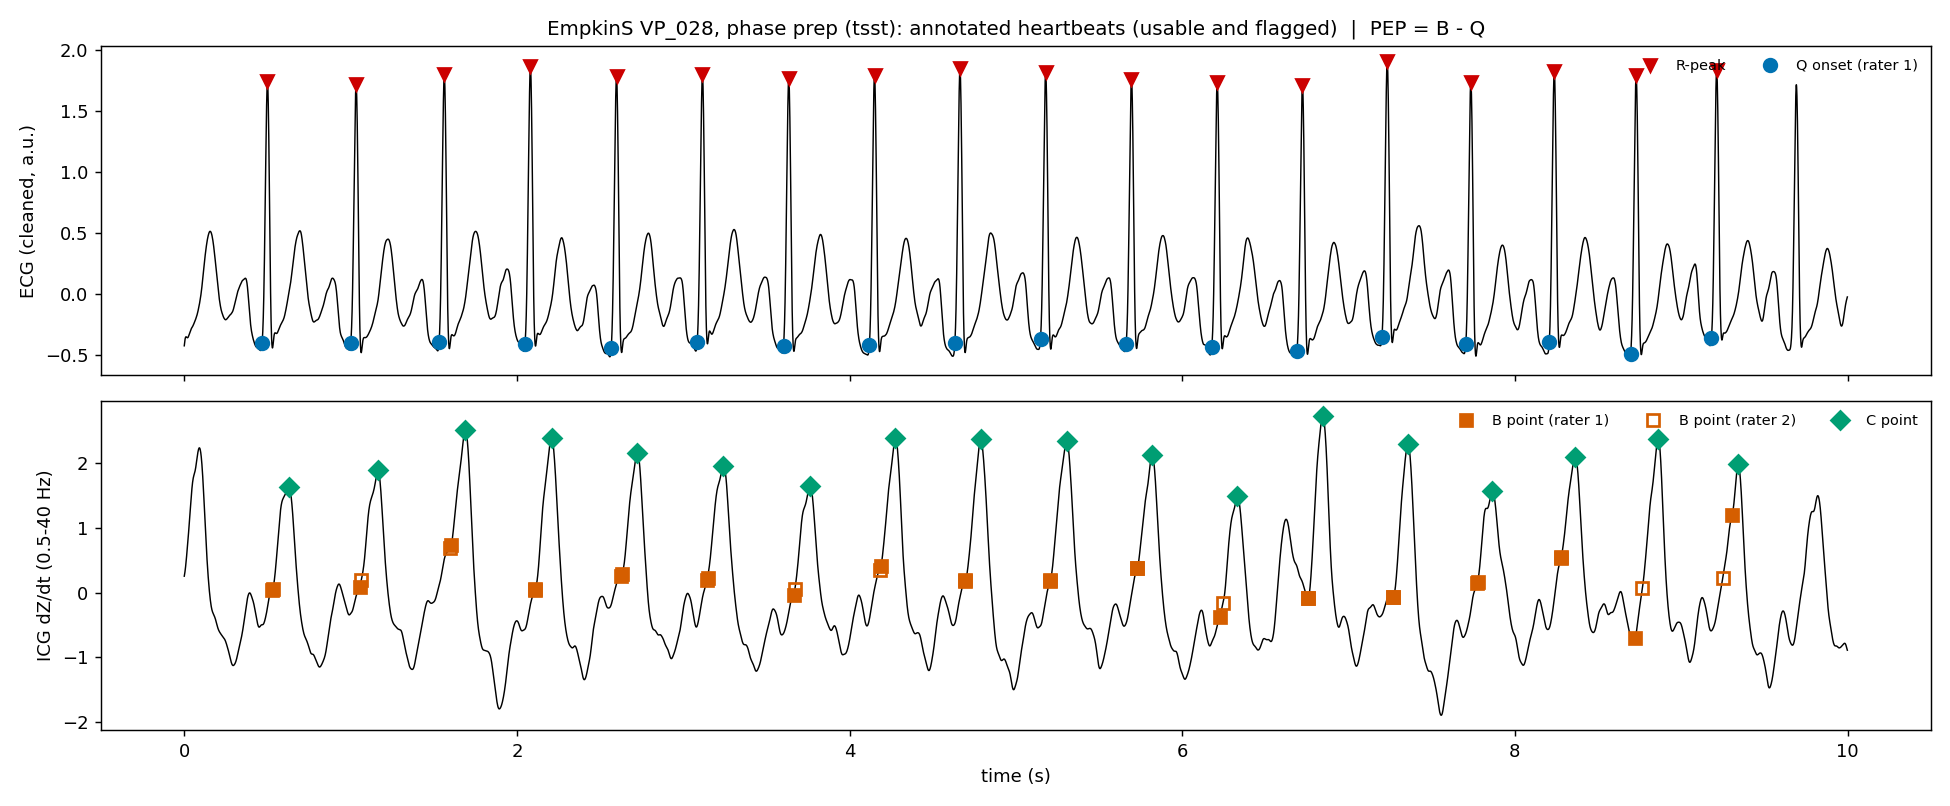 EmpkinS VP_028, phase prep (tsst): annotated heartbeats (usable and flagged)  |  PEP = B - Q
ECG (cleaned, a.u.)
2.0
1.5
1.0
0.5
0.0
−0.5
R-peak
Q onset (rater 1)
ICG dZ/dt (0.5-40 Hz)
2
1
0
−1
−2
B point (rater 1)
B point (rater 2)
C point
0 2 4 6 8 10
time (s)